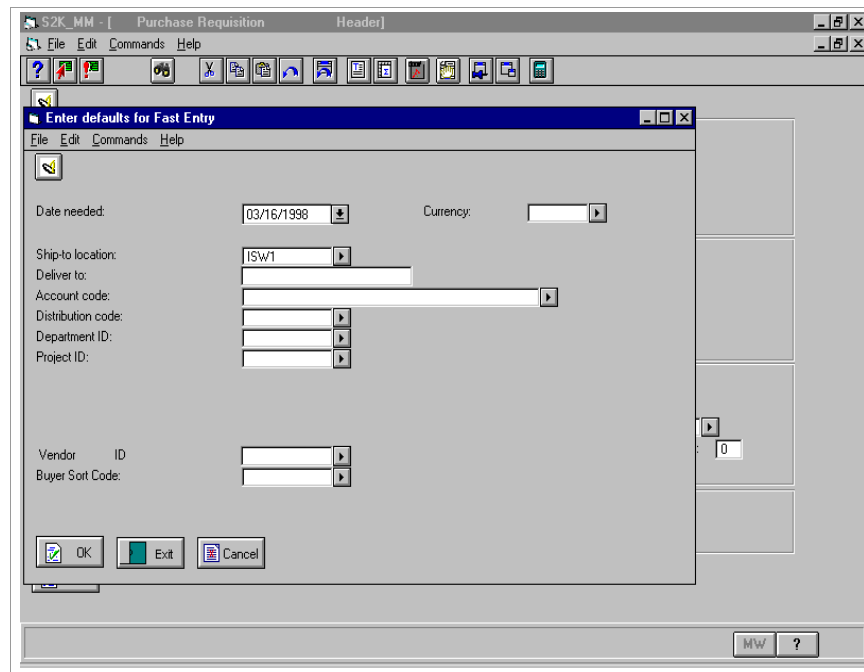 S2K_MM - [ Purchase Requisition Header]
File Edit Commands Help
Enter defaults for Fast Entry
File Edit Commands Help
Date needed: 03/16/1998 Currency:
Ship-to location: ISW1
Deliver to:
Account code:
Distribution code:
Department ID:
Project ID:
: 0
Vendor ID
Buyer Sort Code:
OK Exit Cancel
MW ?